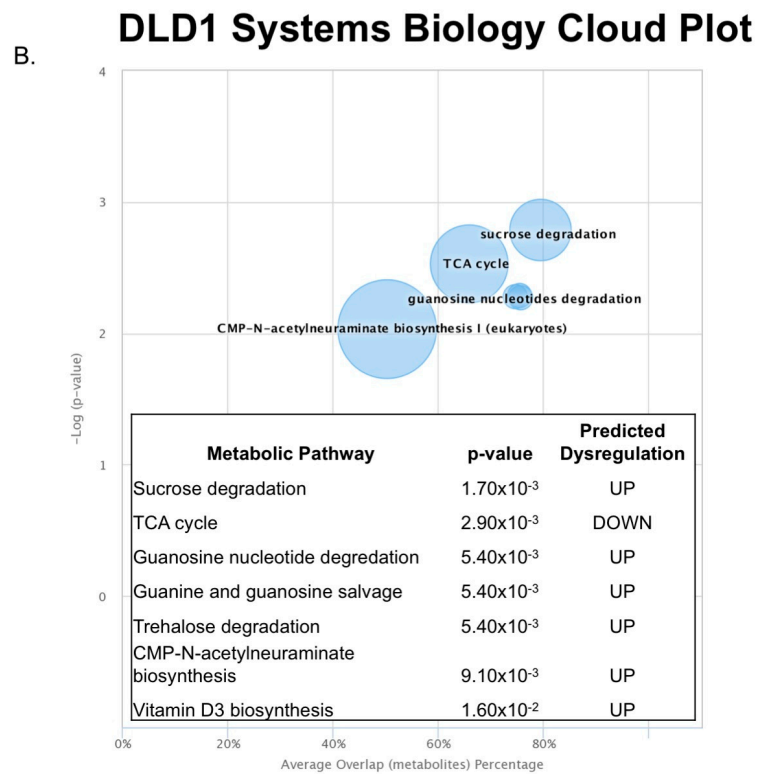 DLD1 Systems Biology Cloud Plot
B.
4
3
2
1
0
-Log (p-value)
sucrose degradation
TCA cycle
guanosine nucleotides degradation
CMP-N-acetylneuraminate biosynthesis I (eukaryotes)
Metabolic Pathway p-value Predicted Dysregulation
Sucrose degradation 1.70x10⁻³ UP
TCA cycle 2.90x10⁻³ DOWN
Guanosine nucleotide degredation 5.40x10⁻³ UP
Guanine and guanosine salvage 5.40x10⁻³ UP
Trehalose degradation 5.40x10⁻³ UP
CMP-N-acetylneuraminate
biosynthesis 9.10x10⁻³ UP
Vitamin D3 biosynthesis 1.60x10⁻² UP
0% 20% 40% 60% 80%
Average Overlap (metabolites) Percentage